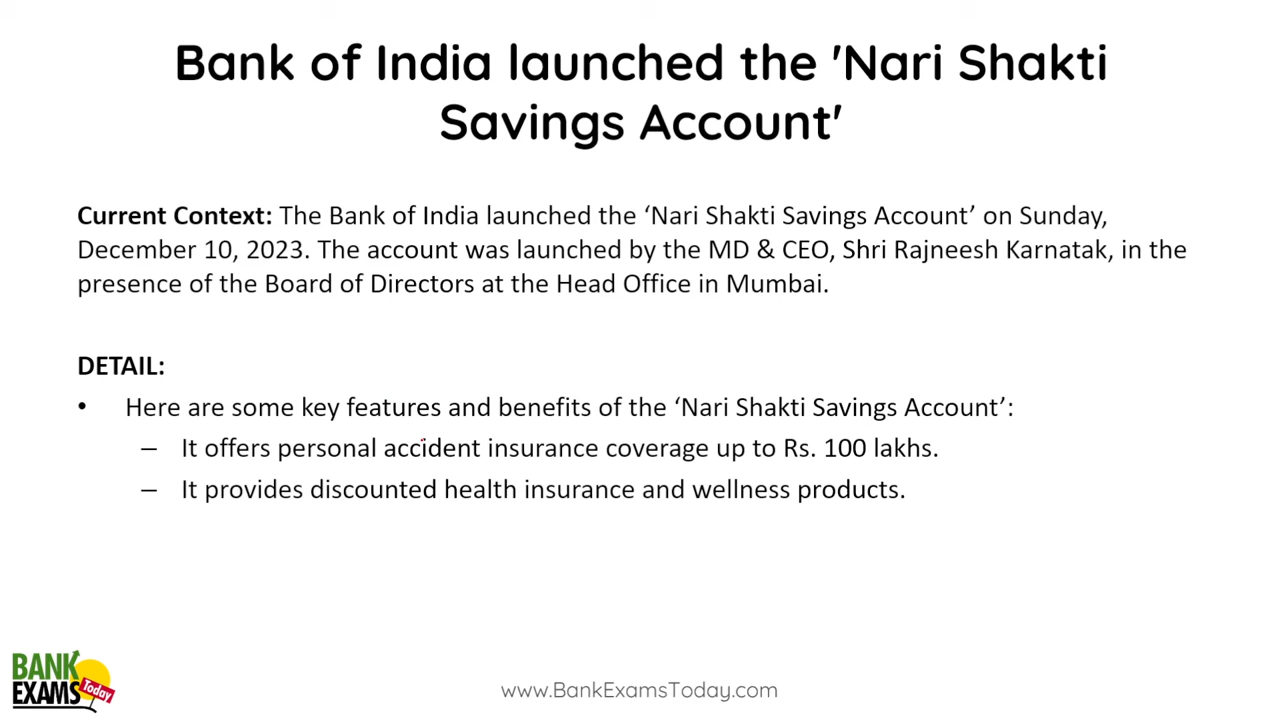 Bank of India launched the 'Nari Shakti
Savings Account'
Current Context: The Bank of India launched the ‘Nari Shakti Savings Account’ on Sunday,
December 10, 2023. The account was launched by the MD & CEO, Shri Rajneesh Karnatak, in the
presence of the Board of Directors at the Head Office in Mumbai.
DETAIL:
• Here are some key features and benefits of the ‘Nari Shakti Savings Account’:
– It offers personal accident insurance coverage up to Rs. 100 lakhs.
– It provides discounted health insurance and wellness products.
BANK
EXAMS
Today
www.BankExamsToday.com